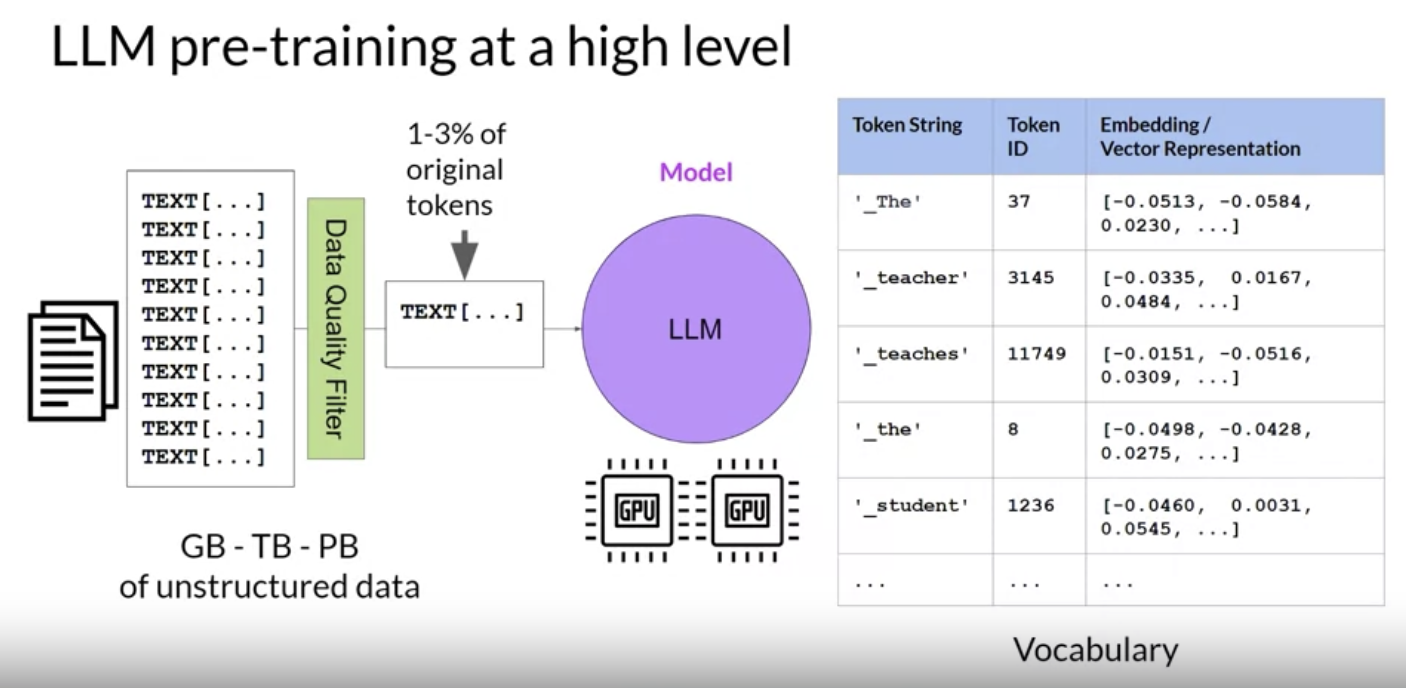 LLM pre-training at a high level
TEXT[...]
TEXT[...]
TEXT[...]
TEXT[...]
TEXT[...]
TEXT[...]
TEXT[...]
TEXT[...]
TEXT[...]
TEXT[...]
GB - TB - PB
of unstructured data
Data Quality Filter
1-3% of
original
tokens
TEXT[...]
Model
LLM
GPU
GPU
Token String
Token
ID
Embedding /
Vector Representation
'_The'
37
[-0.0513, -0.0584,
0.0230, ...]
'_teacher'
3145
[-0.0335, 0.0167,
0.0484, ...]
'_teaches'
11749
[-0.0151, -0.0516,
0.0309, ...]
'_the'
8
[-0.0498, -0.0428,
0.0275, ...]
'_student'
1236
[-0.0460, 0.0031,
0.0545, ...]
...
...
...
Vocabulary